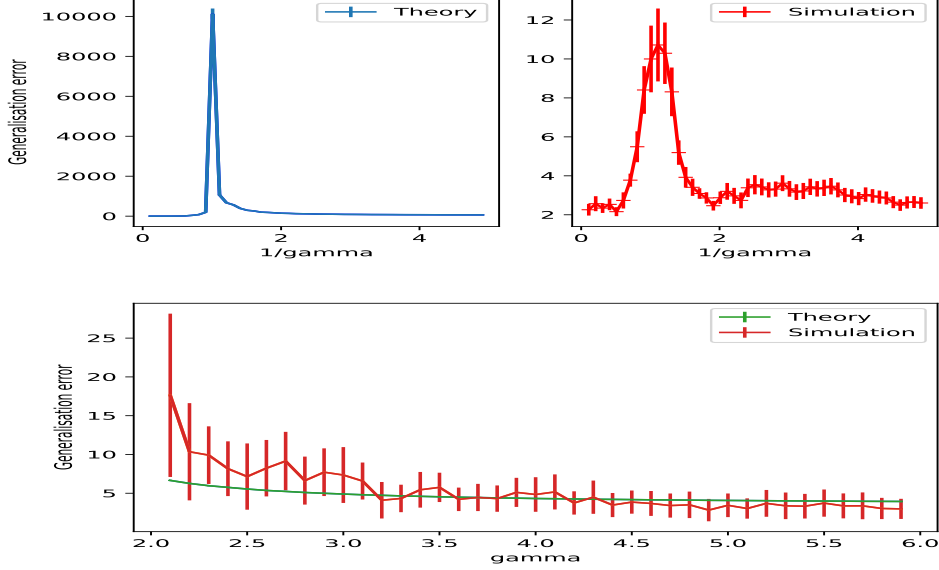 Theory
10000
8000
6000
4000
2000
0
Generalisation error
0 2 4
1/gamma
Simulation
12
10
8
6
4
2
0 2 4
1/gamma
Theory
Simulation
25
20
15
10
5
Generalisation error
2.0 2.5 3.0 3.5 4.0 4.5 5.0 5.5 6.0
gamma